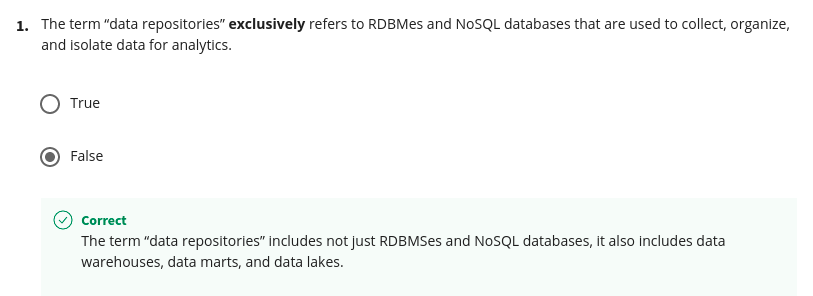 1. The term “data repositories” exclusively refers to RDBMes and NoSQL databases that are used to collect, organize,
and isolate data for analytics.
True
False
Correct
The term “data repositories” includes not just RDBMSes and NoSQL databases, it also includes data
warehouses, data marts, and data lakes.